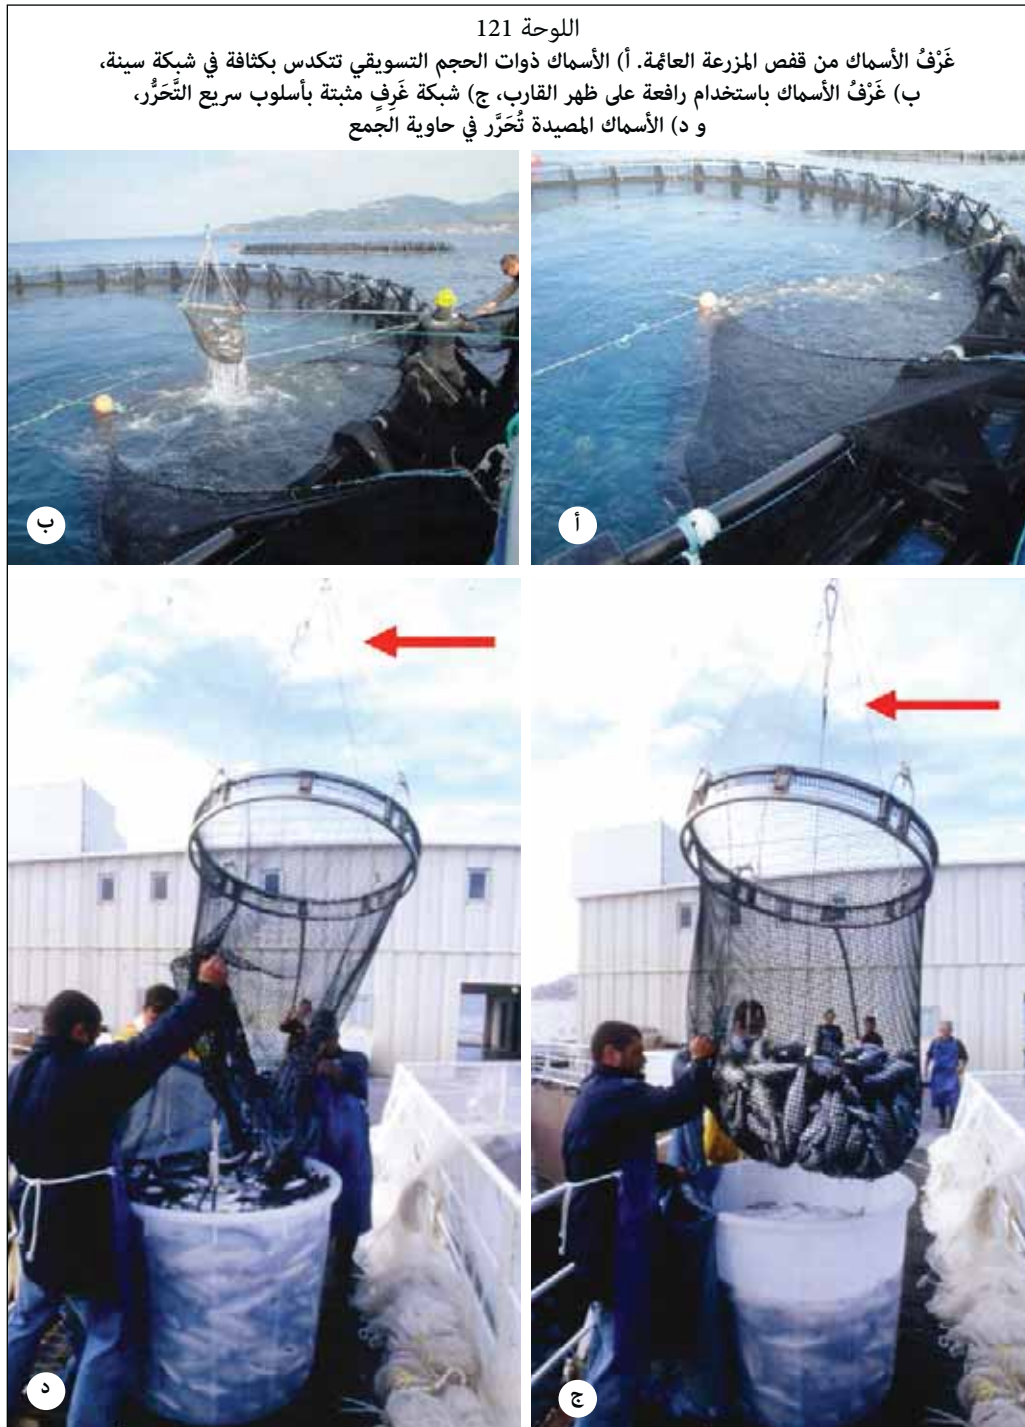 اللوحة 121
غَرْفُ الأسماك من قفص المزرعة العائمة. أ) الأسماك ذوات الحجم التسويقي تتكدس بكثافة في شبكة سينة،
ب) غَرْفُ الأسماك باستخدام رافعة على ظهر القارب، ج) شبكة غَرِفٍ مثبتة بأسلوب سريع التَّحَرُّر،
و د) الأسماك المصيدة تُحَرَّر في حاوية الجمع
أ
ب
ج
د